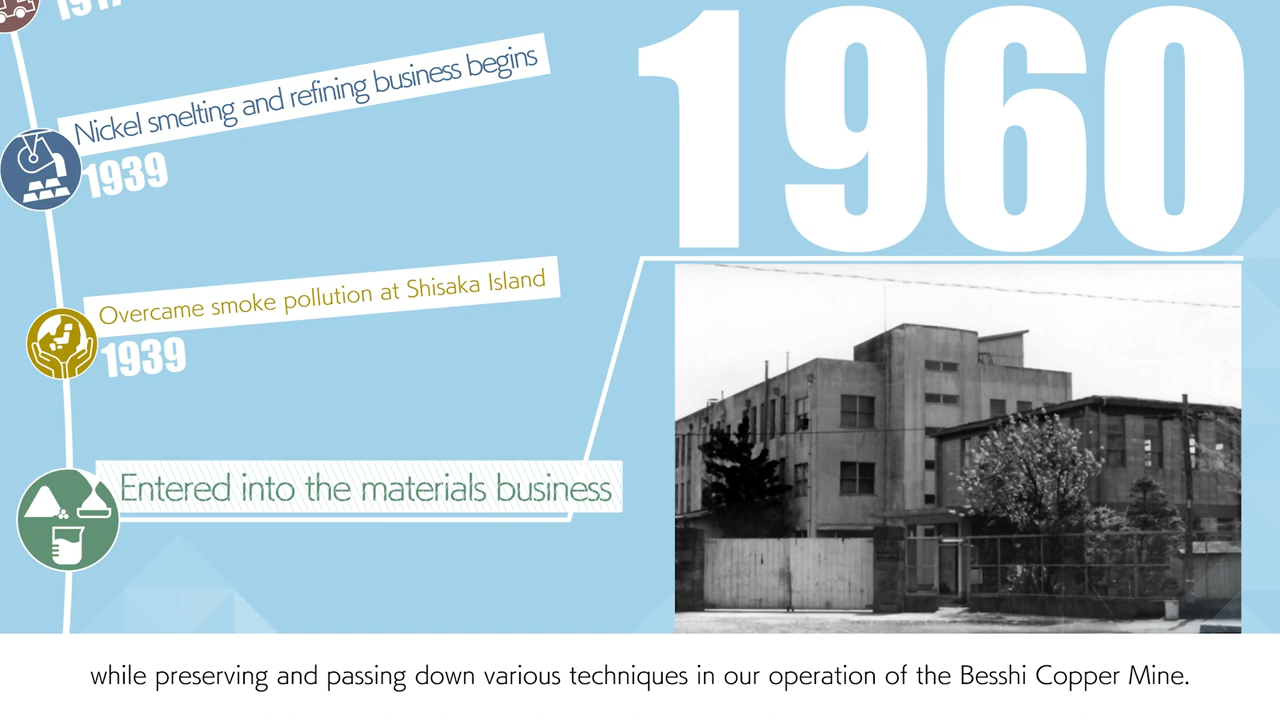 Nickel smelting and refining business begins
1939
Overcame smoke pollution at Shisaka Island
1939
Entered into the materials business
1960
while preserving and passing down various techniques in our operation of the Besshi Copper Mine.